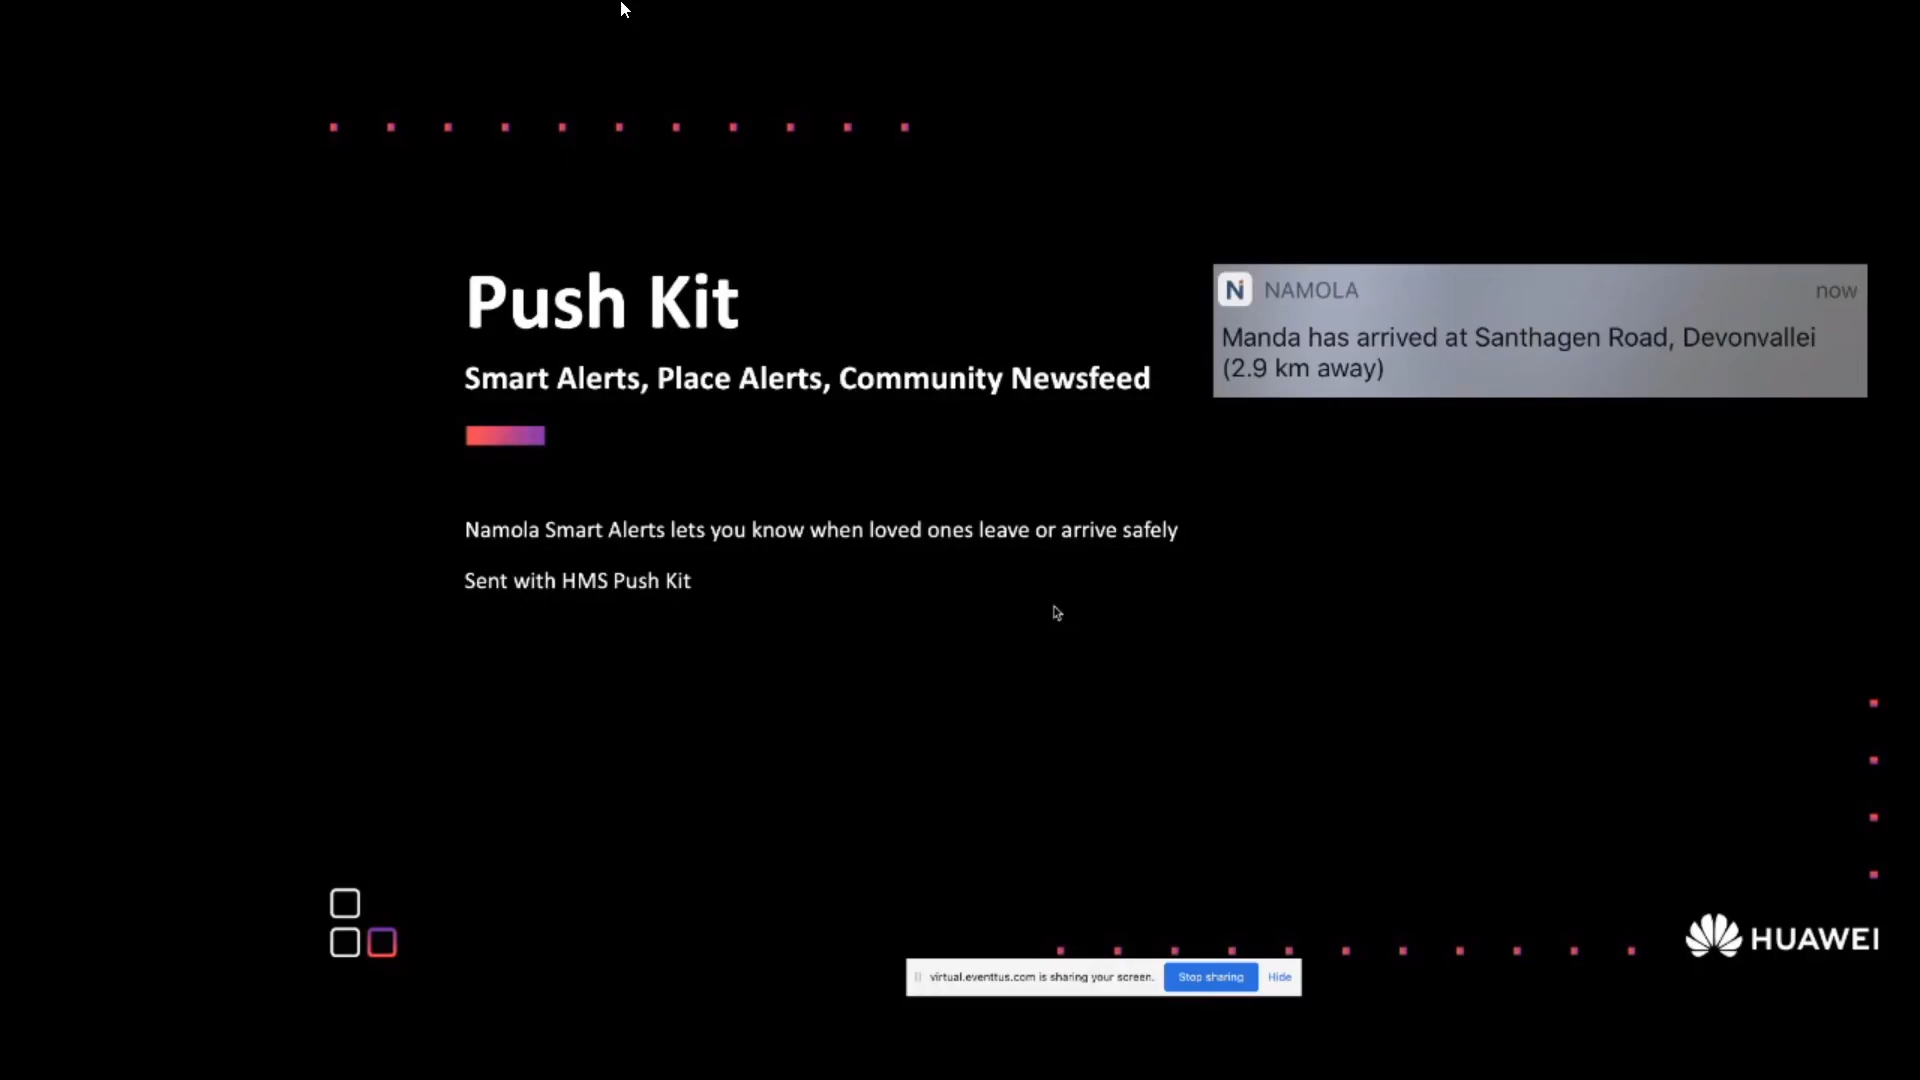 Push Kit
Smart Alerts, Place Alerts, Community Newsfeed
Namola Smart Alerts lets you know when loved ones leave or arrive safely
Sent with HMS Push Kit
N NAMOLA now
Manda has arrived at Santhagen Road, Devonvallei
(2.9 km away)
HUAWEI
virtual.eventtus.com is sharing your screen. Stop sharing Hide